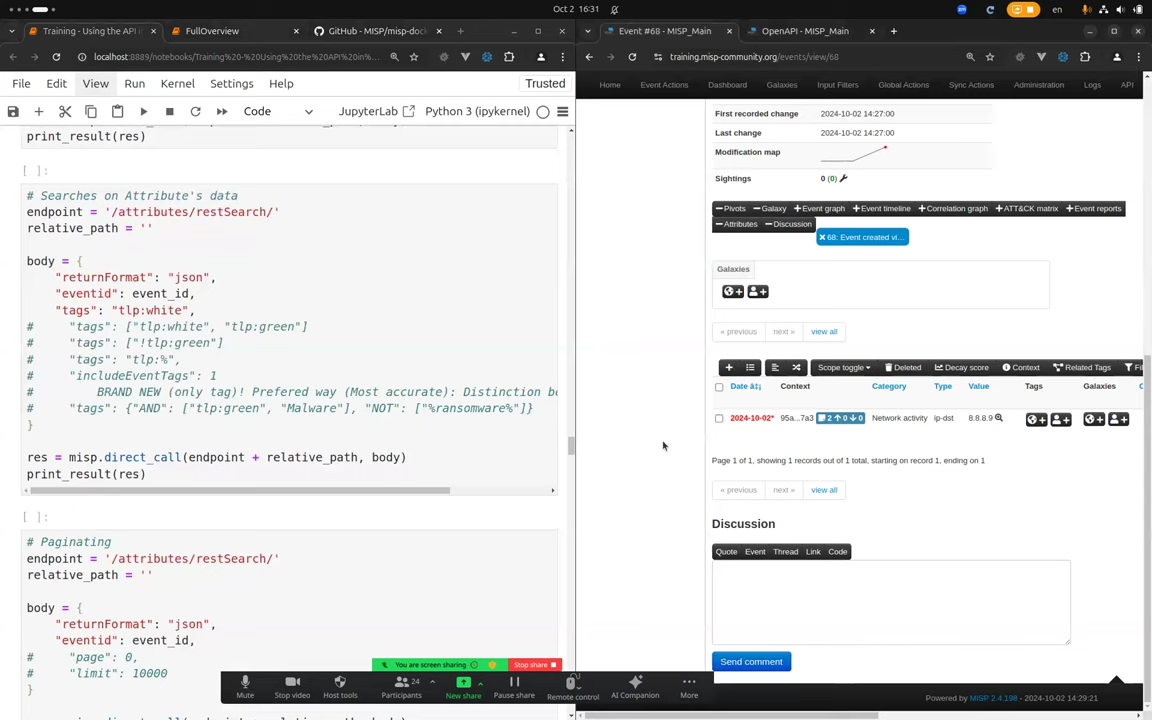 Oct 2 16:31
en
Training - Using the API in
FullOverview
GitHub - MISP/misp-dock
Event #68 - MISP_Main
OpenAPI - MISP_Main
localhost:8889/notebooks/Training%20-%20Using%20the%20API%20in%...
training.misp-community.org/events/view/68
File Edit View Run Kernel Settings Help
Trusted
Code
JupyterLab
Python 3 (ipykernel)
print_result(res)
[ ]:
# Searches on Attribute's data
endpoint = '/attributes/restSearch/'
relative_path = ''
body = {
"returnFormat": "json",
"eventid": event_id,
"tags": "tlp:white",
# "tags": ["tlp:white", "tlp:green"]
# "tags": ["!tlp:green"]
# "tags": "tlp:%",
# "includeEventTags": 1
# BRAND NEW (only tag)! Prefered way (Most accurate): Distinction be
# "tags": {"AND": ["tlp:green", "Malware"], "NOT": ["%ransomware%"]}
}
res = misp.direct_call(endpoint + relative_path, body)
print_result(res)
[ ]:
# Paginating
endpoint = '/attributes/restSearch/'
relative_path = ''
body = {
"returnFormat": "json",
"eventid": event_id,
# "page": 0,
# "limit": 10000
}
Home Event Actions Dashboard Galaxies Input Filters Global Actions Sync Actions Administration Logs API
First recorded change 2024-10-02 14:27:00
Last change 2024-10-02 14:27:00
Modification map
Sightings 0 (0)
Pivots Galaxy Event graph Event timeline Correlation graph ATT&CK matrix Event reports
Attributes Discussion
68: Event created vi...
Galaxies
« previous next » view all
Scope toggle Deleted Decay score Context Related Tags Fil
Date â‡¡ Context Category Type Value Tags Galaxies C
2024-10-02* 95a...7a3 2 0 0 Network activity ip-dst 8.8.8.9
Page 1 of 1, showing 1 records out of 1 total, starting on record 1, ending on 1
« previous next » view all
Discussion
Quote Event Thread Link Code
Send comment
Powered by MISP 2.4.198 - 2024-10-02 14:29:21
You are screen sharing
Stop share
Mute
Stop video
Host tools
24
Participants
New share
Pause share
Remote control
AI Companion
More